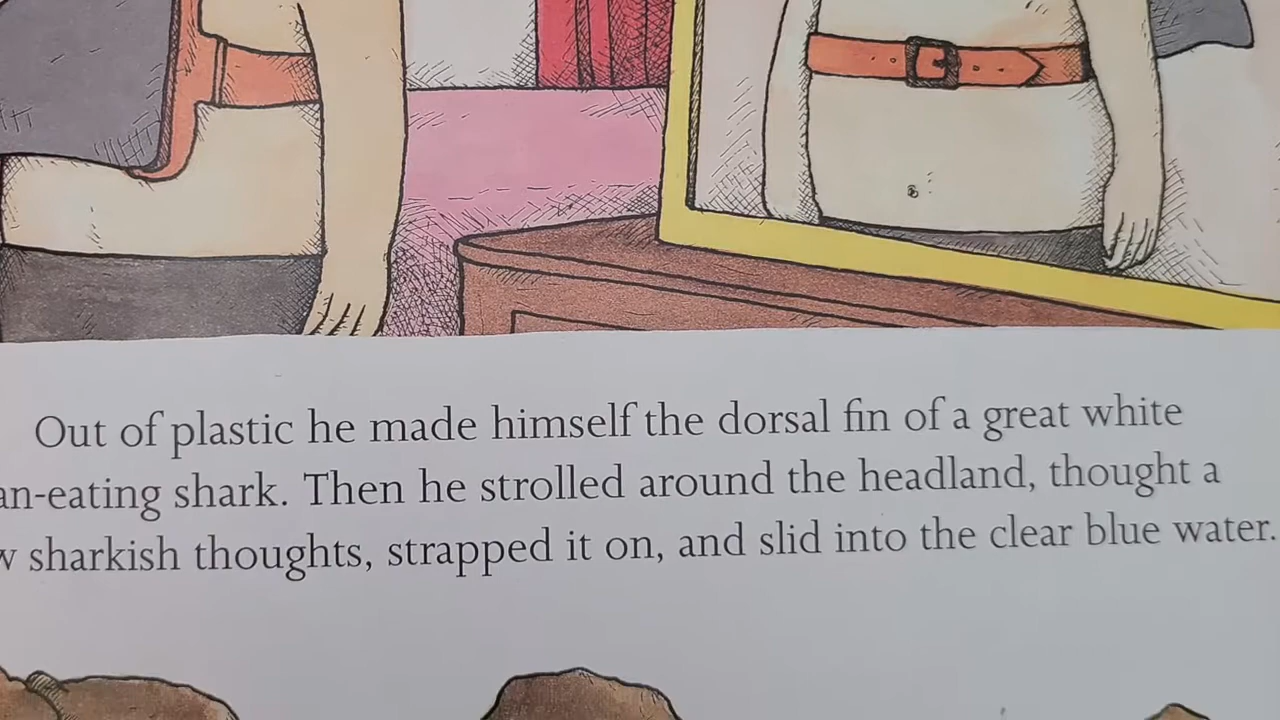 Out of plastic he made himself the dorsal fin of a great white
an-eating shark. Then he strolled around the headland, thought a
w sharkish thoughts, strapped it on, and slid into the clear blue water.